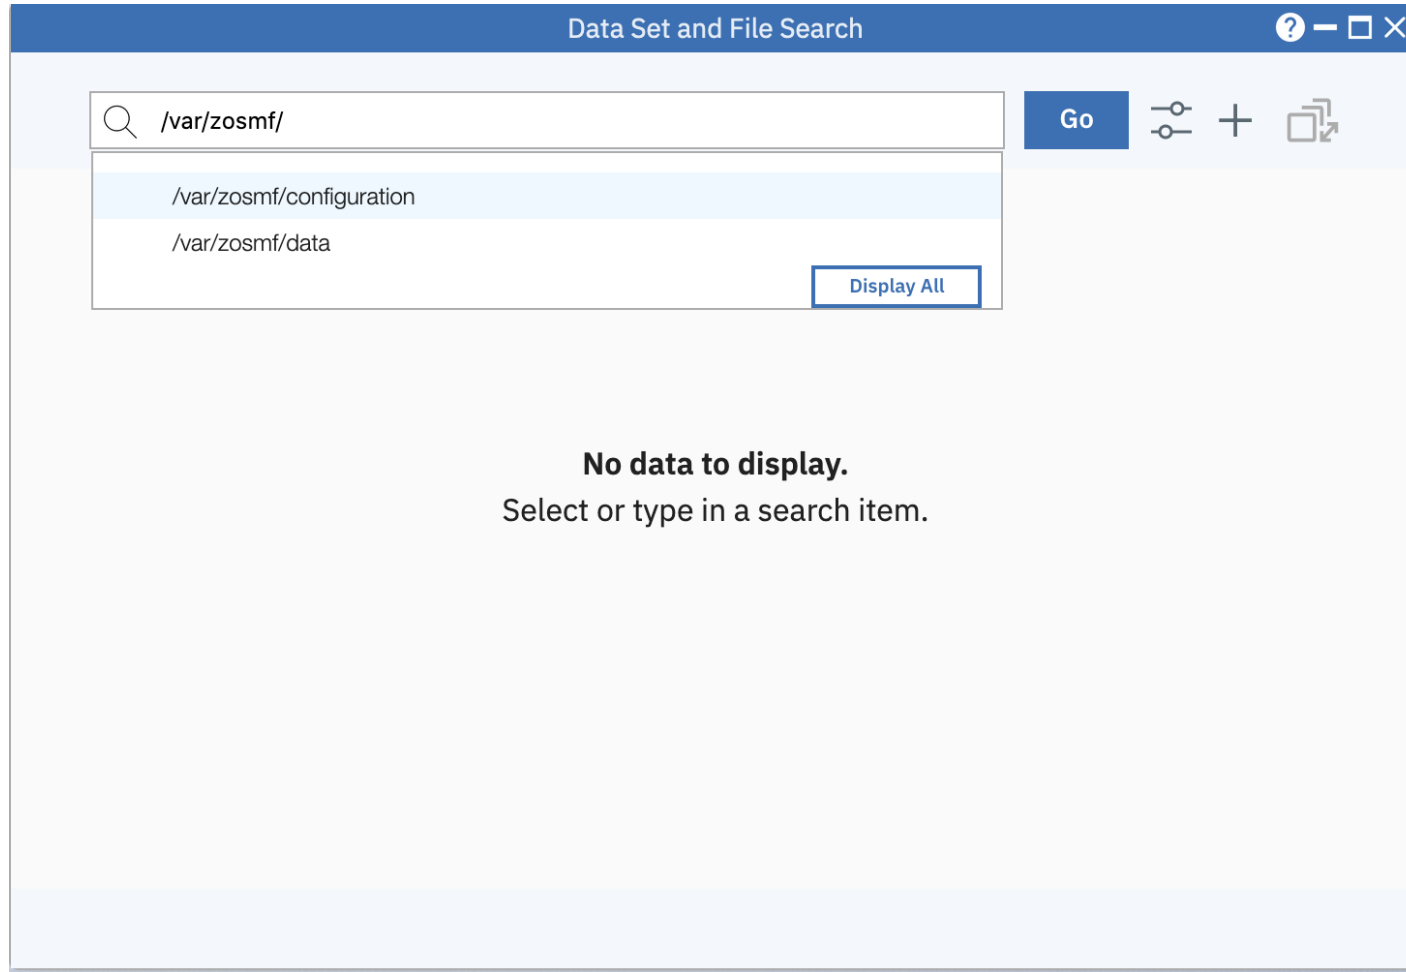 Data Set and File Search
?
/var/zosmf/
Go
/var/zosmf/configuration
/var/zosmf/data
Display All
No data to display.
Select or type in a search item.